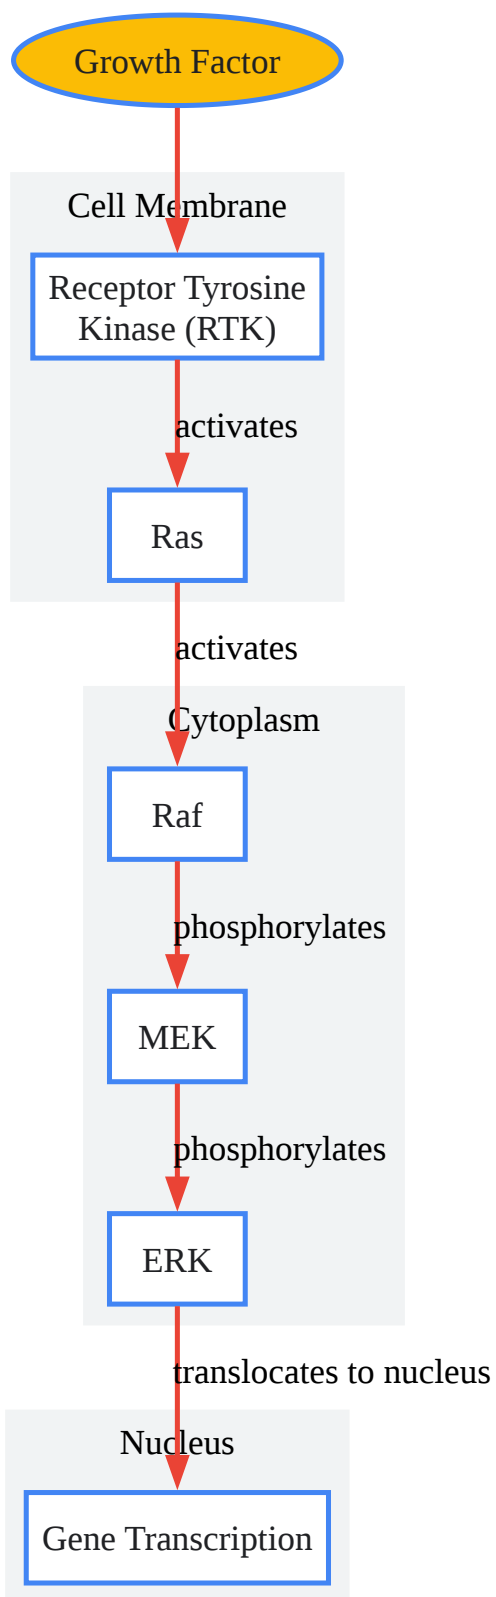 Growth Factor
Cell Membrane
Receptor Tyrosine
Kinase (RTK)
activates
Ras
activates
Cytoplasm
Raf
phosphorylates
MEK
phosphorylates
ERK
translocates to nucleus
Nucleus
Gene Transcription